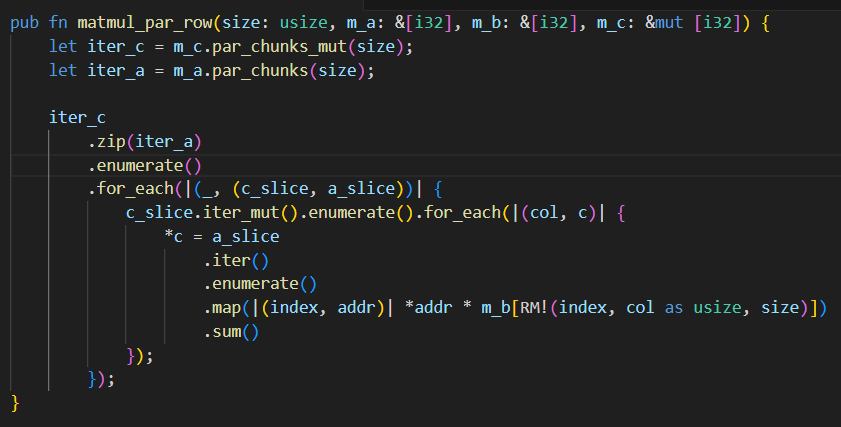 pub fn matmul_par_row(size: usize, m_a: &[i32], m_b: &[i32], m_c: &mut [i32]) {
    let iter_c = m_c.par_chunks_mut(size);
    let iter_a = m_a.par_chunks(size);

    iter_c
        .zip(iter_a)
        .enumerate()
        .for_each(|(_, (c_slice, a_slice))| {
            c_slice.iter_mut().enumerate().for_each(|(col, c)| {
                *c = a_slice
                    .iter()
                    .enumerate()
                    .map(|(index, addr)| *addr * m_b[RM!(index, col as usize, size)])
                    .sum()
            });
        });
}